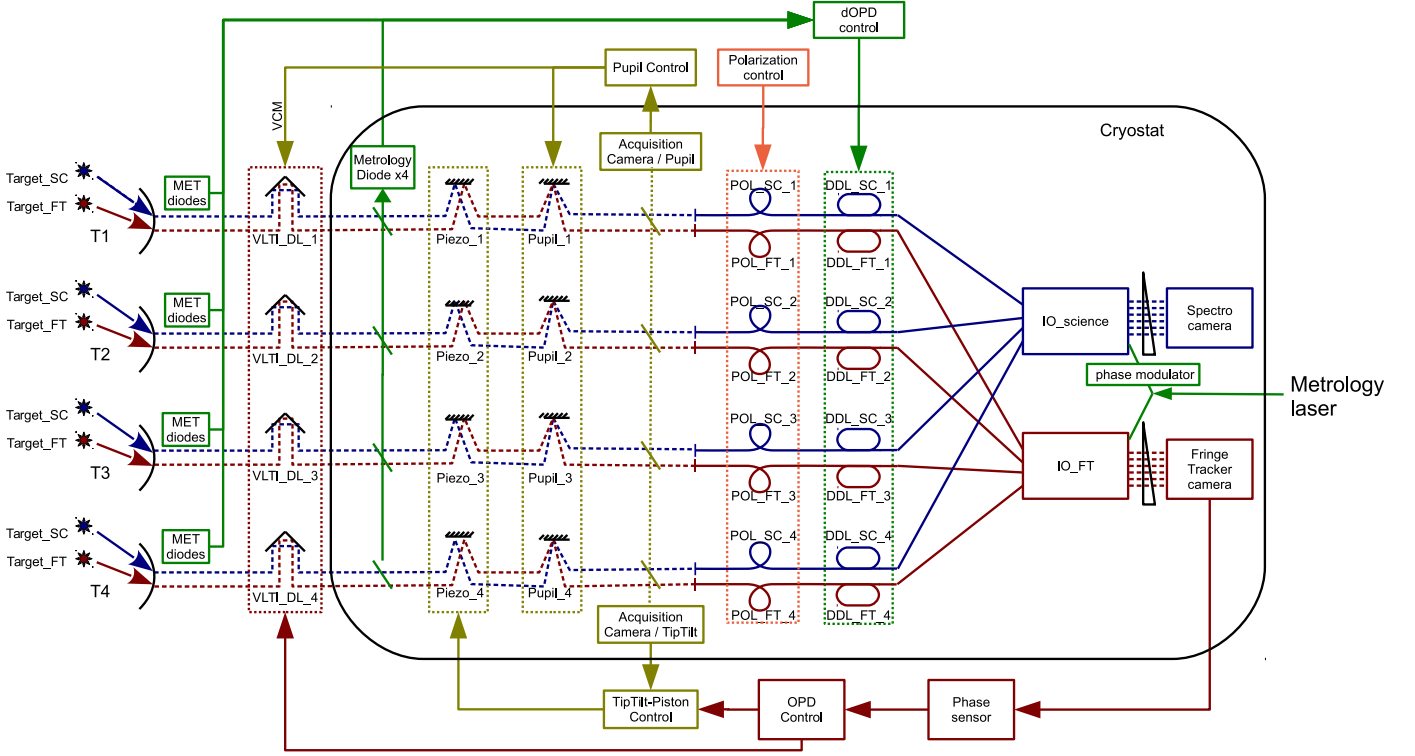 dOPD
control
Pupil Control
Polarization
control
VCM
Cryostat
Acquisition
Camera / Pupil
Metrology
Diode x4
Target_SC
Target_FT
T1
MET
diodes
VLTI_DL_1
Piezo_1
Pupil_1
POL_SC_1
POL_FT_1
DDL_SC_1
DDL_FT_1
Target_SC
Target_FT
T2
MET
diodes
VLTI_DL_2
Piezo_2
Pupil_2
POL_SC_2
POL_FT_2
DDL_SC_2
DDL_FT_2
IO_science
Spectro
camera
phase modulator
Metrology
laser
Target_SC
Target_FT
T3
MET
diodes
VLTI_DL_3
Piezo_3
Pupil_3
POL_SC_3
POL_FT_3
DDL_SC_3
DDL_FT_3
IO_FT
Fringe
Tracker
camera
Target_SC
Target_FT
T4
MET
diodes
VLTI_DL_4
Piezo_4
Pupil_4
POL_SC_4
POL_FT_4
DDL_SC_4
DDL_FT_4
Acquisition
Camera / TipTilt
TipTilt-Piston
Control
OPD
Control
Phase
sensor